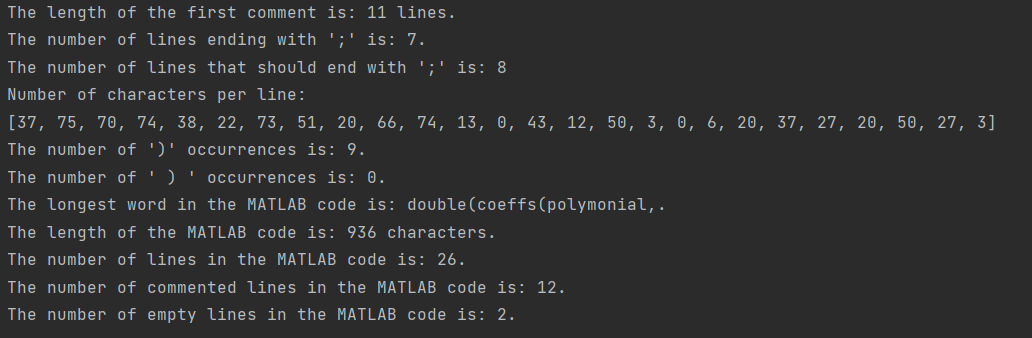 The length of the first comment is: 11 lines.
The number of lines ending with ';' is: 7.
The number of lines that should end with ';' is: 8
Number of characters per line:
[37, 75, 70, 74, 38, 22, 73, 51, 20, 66, 74, 13, 0, 43, 12, 50, 3, 0, 6, 20, 37, 27, 20, 50, 27, 3]
The number of ')' occurrences is: 9.
The number of ' ) ' occurrences is: 0.
The longest word in the MATLAB code is: double(coeffs(polymonial,.
The length of the MATLAB code is: 936 characters.
The number of lines in the MATLAB code is: 26.
The number of commented lines in the MATLAB code is: 12.
The number of empty lines in the MATLAB code is: 2.